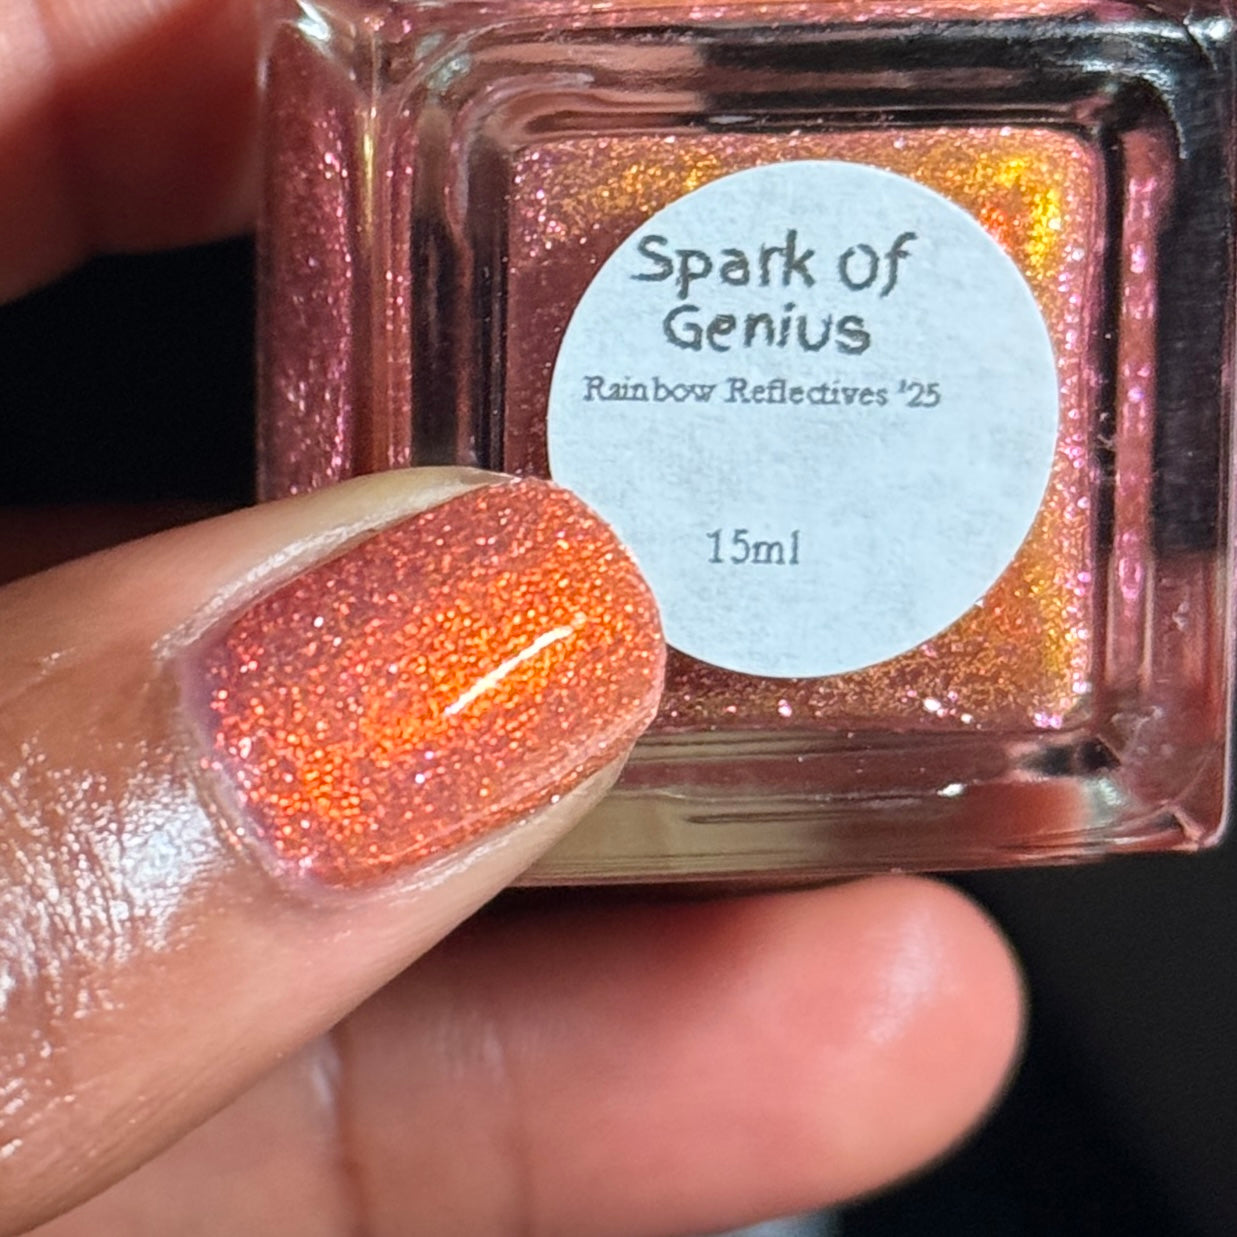 Spark Of
Genius
Rainbow Reflectives '25
15ml